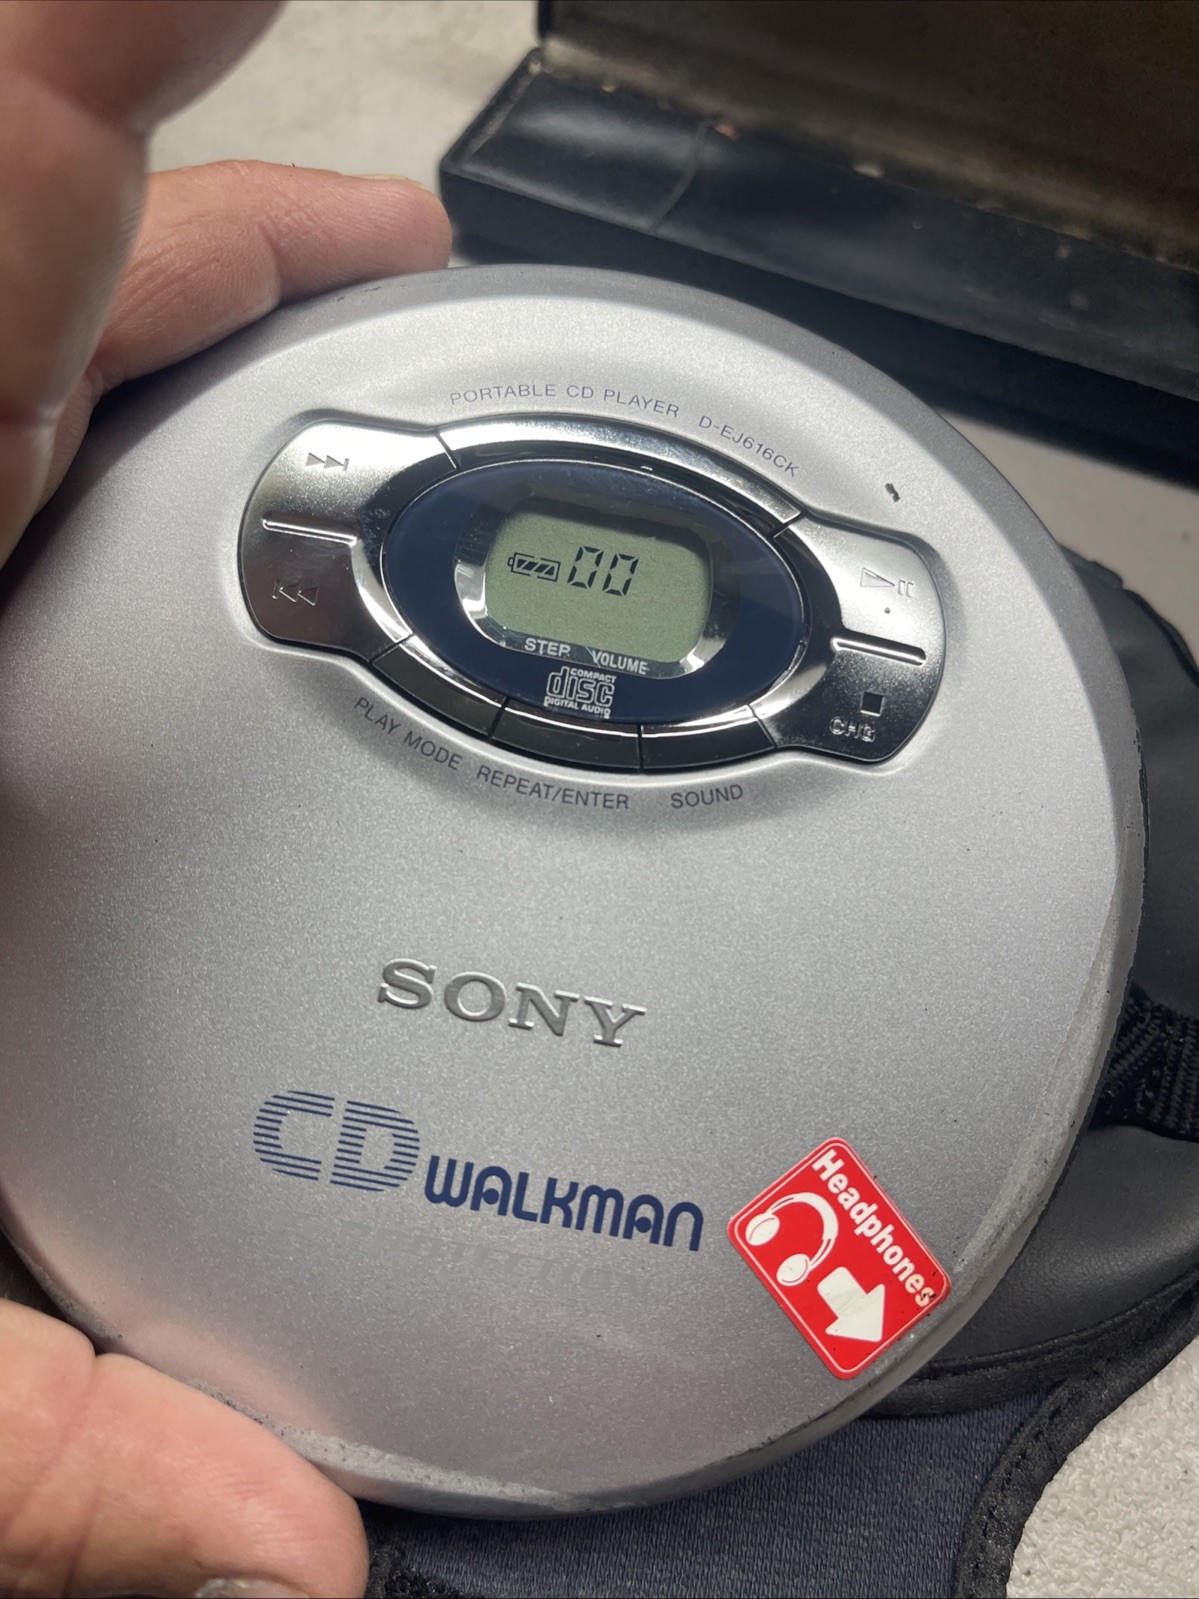 PORTABLE CD PLAYER D-EJ616CK
00
STEP VOLUME
COMPACT
disc
DIGITAL AUDIO
CHG
PLAY MODE
REPEAT/ENTER
SOUND
SONY
CD WALKMAN
Headphones